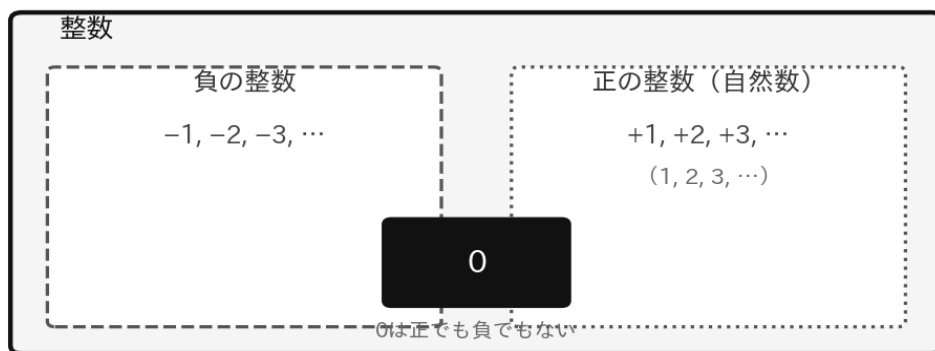 整数
負の整数
−1, −2, −3, …
正の整数（自然数）
+1, +2, +3, …
（1, 2, 3, …）
0
0は正でも負でもない